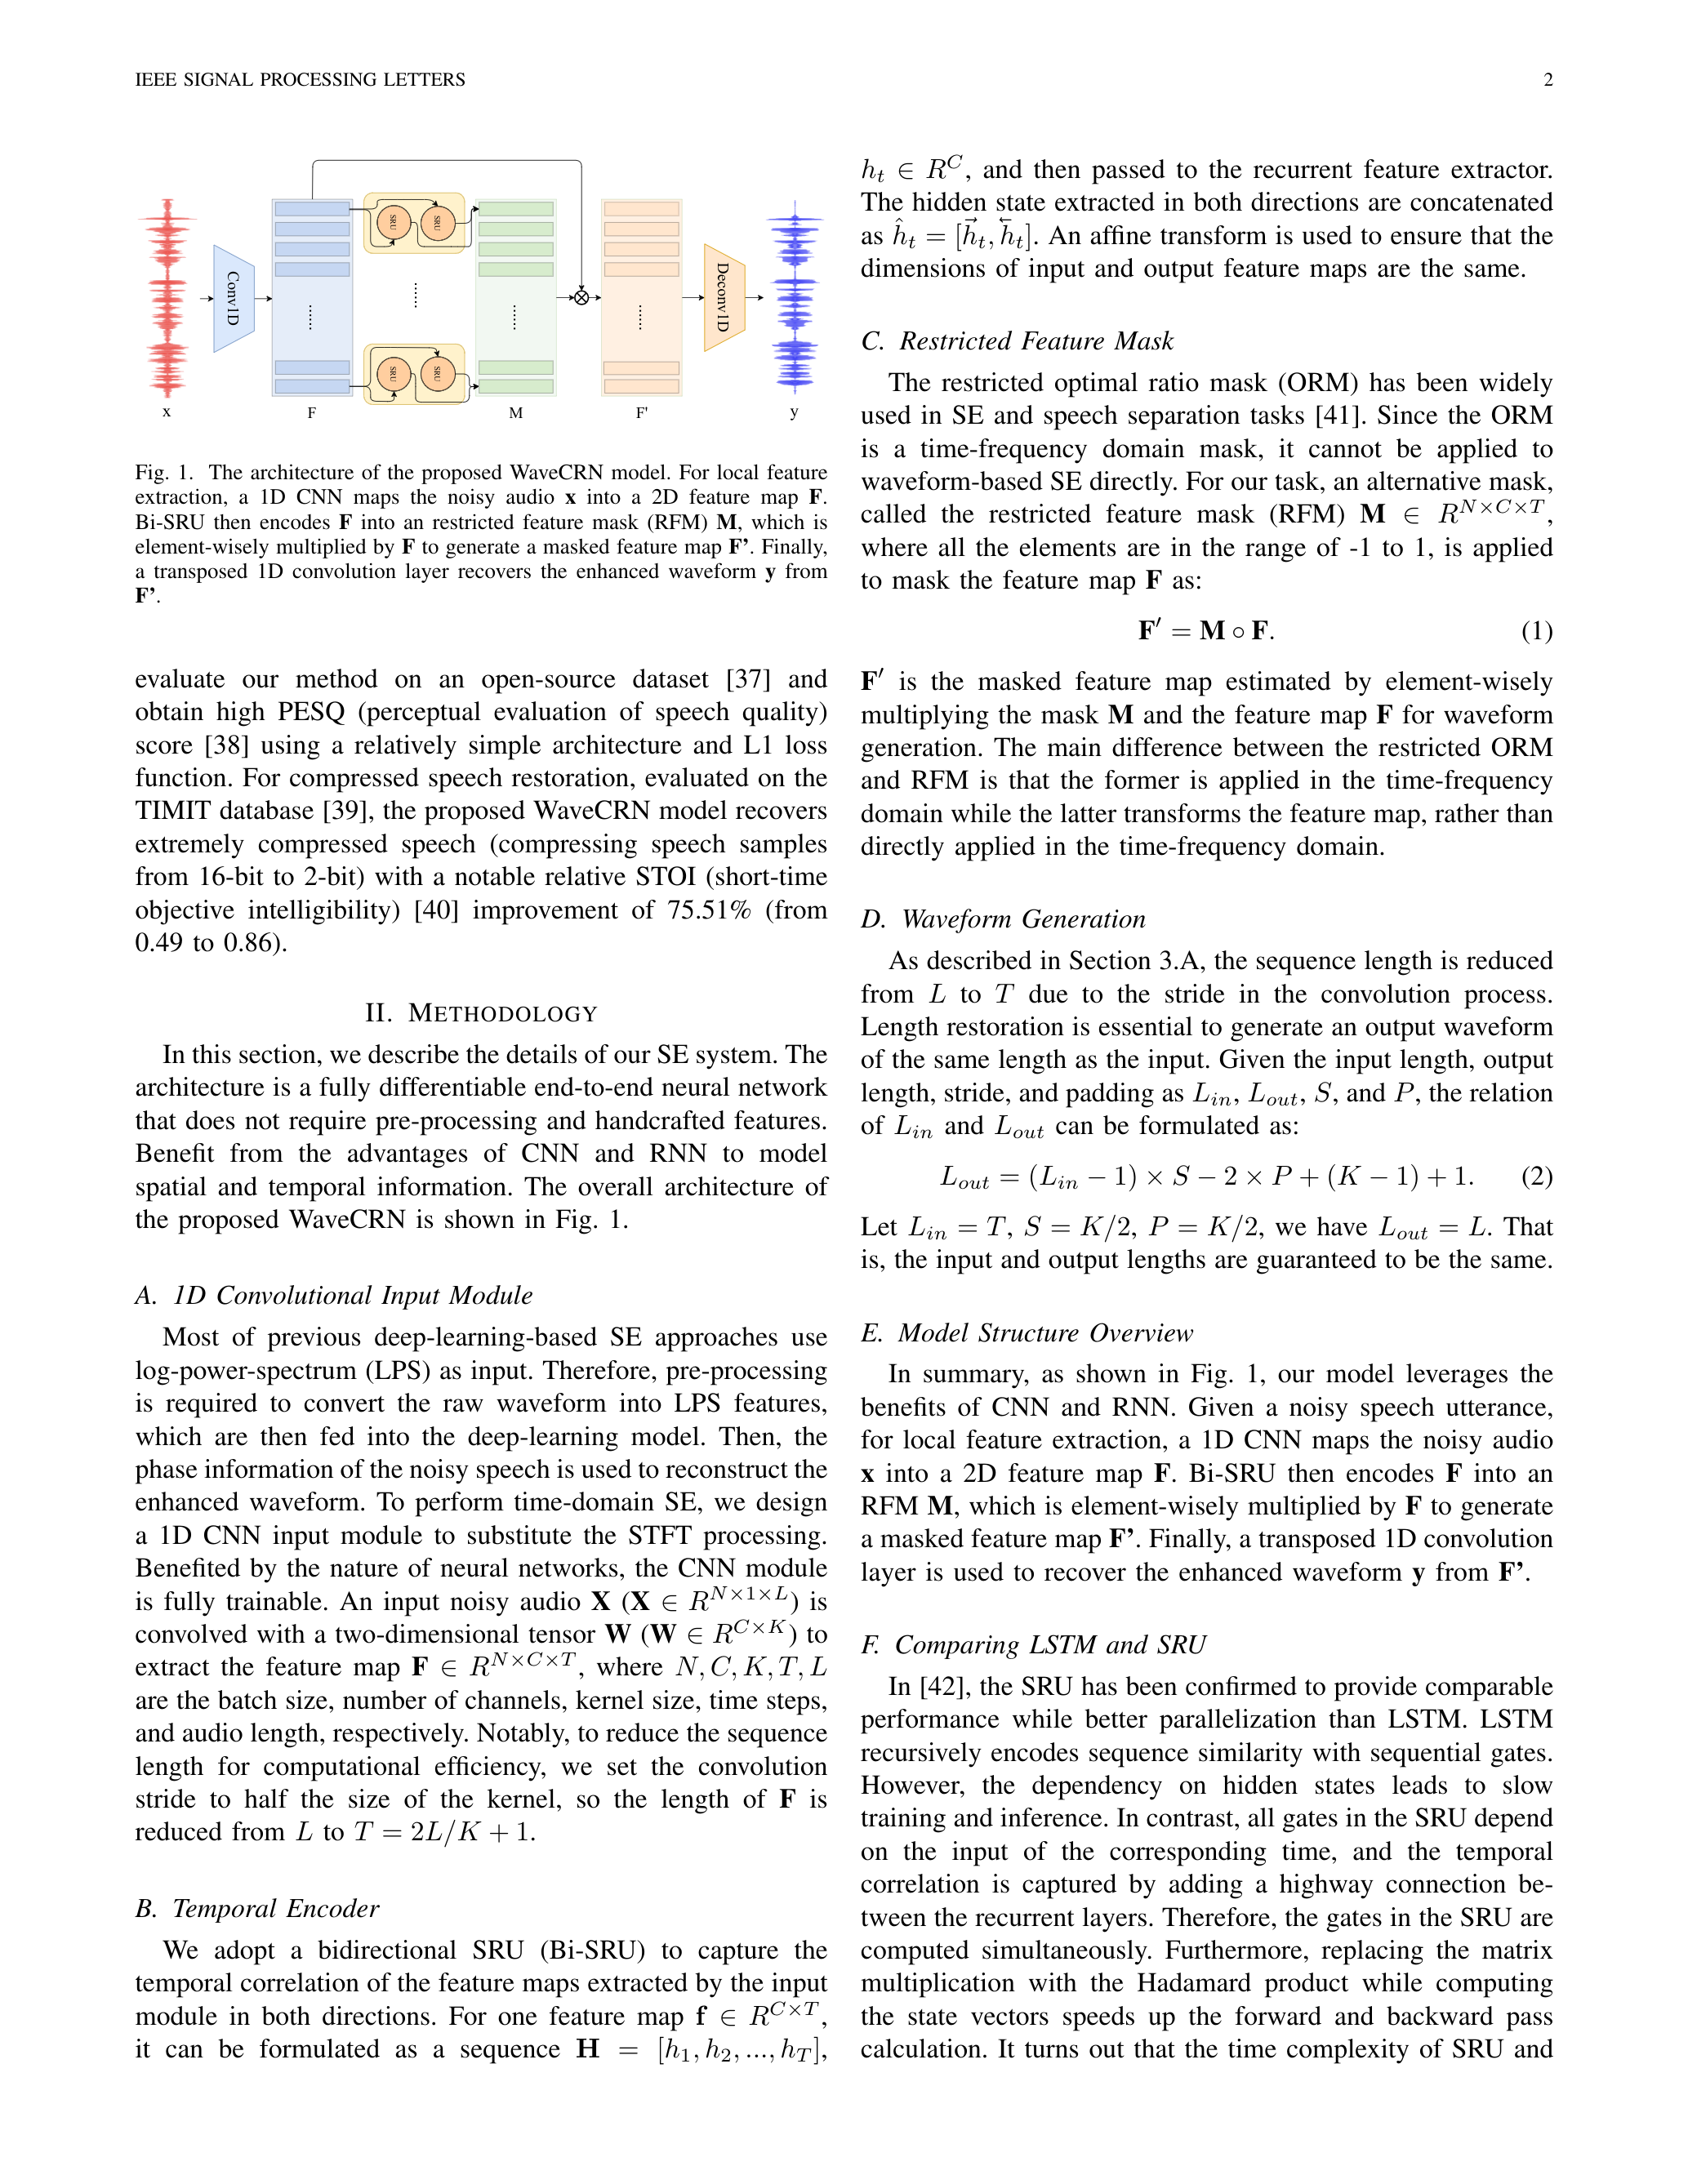 IEEE SIGNAL PROCESSING LETTERS
2
Conv1D
SRU
SRU
......
......
......
......
SRU
SRU
Deconv1D
x
F
M
F'
y
Fig. 1. The architecture of the proposed WaveCRN model. For local feature
extraction, a 1D CNN maps the noisy audio x into a 2D feature map F.
Bi-SRU then encodes F into an restricted feature mask (RFM) M, which is
element-wisely multiplied by F to generate a masked feature map F’. Finally,
a transposed 1D convolution layer recovers the enhanced waveform y from
F’.
evaluate our method on an open-source dataset [37] and
obtain high PESQ (perceptual evaluation of speech quality)
score [38] using a relatively simple architecture and L1 loss
function. For compressed speech restoration, evaluated on the
TIMIT database [39], the proposed WaveCRN model recovers
extremely compressed speech (compressing speech samples
from 16-bit to 2-bit) with a notable relative STOI (short-time
objective intelligibility) [40] improvement of 75.51% (from
0.49 to 0.86).
II. METHODOLOGY
In this section, we describe the details of our SE system. The
architecture is a fully differentiable end-to-end neural network
that does not require pre-processing and handcrafted features.
Benefit from the advantages of CNN and RNN to model
spatial and temporal information. The overall architecture of
the proposed WaveCRN is shown in Fig. 1.
A. 1D Convolutional Input Module
Most of previous deep-learning-based SE approaches use
log-power-spectrum (LPS) as input. Therefore, pre-processing
is required to convert the raw waveform into LPS features,
which are then fed into the deep-learning model. Then, the
phase information of the noisy speech is used to reconstruct the
enhanced waveform. To perform time-domain SE, we design
a 1D CNN input module to substitute the STFT processing.
Benefited by the nature of neural networks, the CNN module
is fully trainable. An input noisy audio X (X ∈ R^{N×1×L}) is
convolved with a two-dimensional tensor W (W ∈ R^{C×K}) to
extract the feature map F ∈ R^{N×C×T}, where N, C, K, T, L
are the batch size, number of channels, kernel size, time steps,
and audio length, respectively. Notably, to reduce the sequence
length for computational efficiency, we set the convolution
stride to half the size of the kernel, so the length of F is
reduced from L to T = 2L/K + 1.
B. Temporal Encoder
We adopt a bidirectional SRU (Bi-SRU) to capture the
temporal correlation of the feature maps extracted by the input
module in both directions. For one feature map f ∈ R^{C×T},
it can be formulated as a sequence H = [h_1, h_2, ..., h_T],
h_t ∈ R^C, and then passed to the recurrent feature extractor.
The hidden state extracted in both directions are concatenated
as ĥ_t = [h⃗_t, h⃖_t]. An affine transform is used to ensure that the
dimensions of input and output feature maps are the same.
C. Restricted Feature Mask
The restricted optimal ratio mask (ORM) has been widely
used in SE and speech separation tasks [41]. Since the ORM
is a time-frequency domain mask, it cannot be applied to
waveform-based SE directly. For our task, an alternative mask,
called the restricted feature mask (RFM) M ∈ R^{N×C×T},
where all the elements are in the range of -1 to 1, is applied
to mask the feature map F as:
F′ = M ∘ F. (1)
F′ is the masked feature map estimated by element-wisely
multiplying the mask M and the feature map F for waveform
generation. The main difference between the restricted ORM
and RFM is that the former is applied in the time-frequency
domain while the latter transforms the feature map, rather than
directly applied in the time-frequency domain.
D. Waveform Generation
As described in Section 3.A, the sequence length is reduced
from L to T due to the stride in the convolution process.
Length restoration is essential to generate an output waveform
of the same length as the input. Given the input length, output
length, stride, and padding as L_{in}, L_{out}, S, and P, the relation
of L_{in} and L_{out} can be formulated as:
L_{out} = (L_{in} − 1) × S − 2 × P + (K − 1) + 1. (2)
Let L_{in} = T, S = K/2, P = K/2, we have L_{out} = L. That
is, the input and output lengths are guaranteed to be the same.
E. Model Structure Overview
In summary, as shown in Fig. 1, our model leverages the
benefits of CNN and RNN. Given a noisy speech utterance,
for local feature extraction, a 1D CNN maps the noisy audio
x into a 2D feature map F. Bi-SRU then encodes F into an
RFM M, which is element-wisely multiplied by F to generate
a masked feature map F’. Finally, a transposed 1D convolution
layer is used to recover the enhanced waveform y from F’.
F. Comparing LSTM and SRU
In [42], the SRU has been confirmed to provide comparable
performance while better parallelization than LSTM. LSTM
recursively encodes sequence similarity with sequential gates.
However, the dependency on hidden states leads to slow
training and inference. In contrast, all gates in the SRU depend
on the input of the corresponding time, and the temporal
correlation is captured by adding a highway connection be-
tween the recurrent layers. Therefore, the gates in the SRU are
computed simultaneously. Furthermore, replacing the matrix
multiplication with the Hadamard product while computing
the state vectors speeds up the forward and backward pass
calculation. It turns out that the time complexity of SRU and